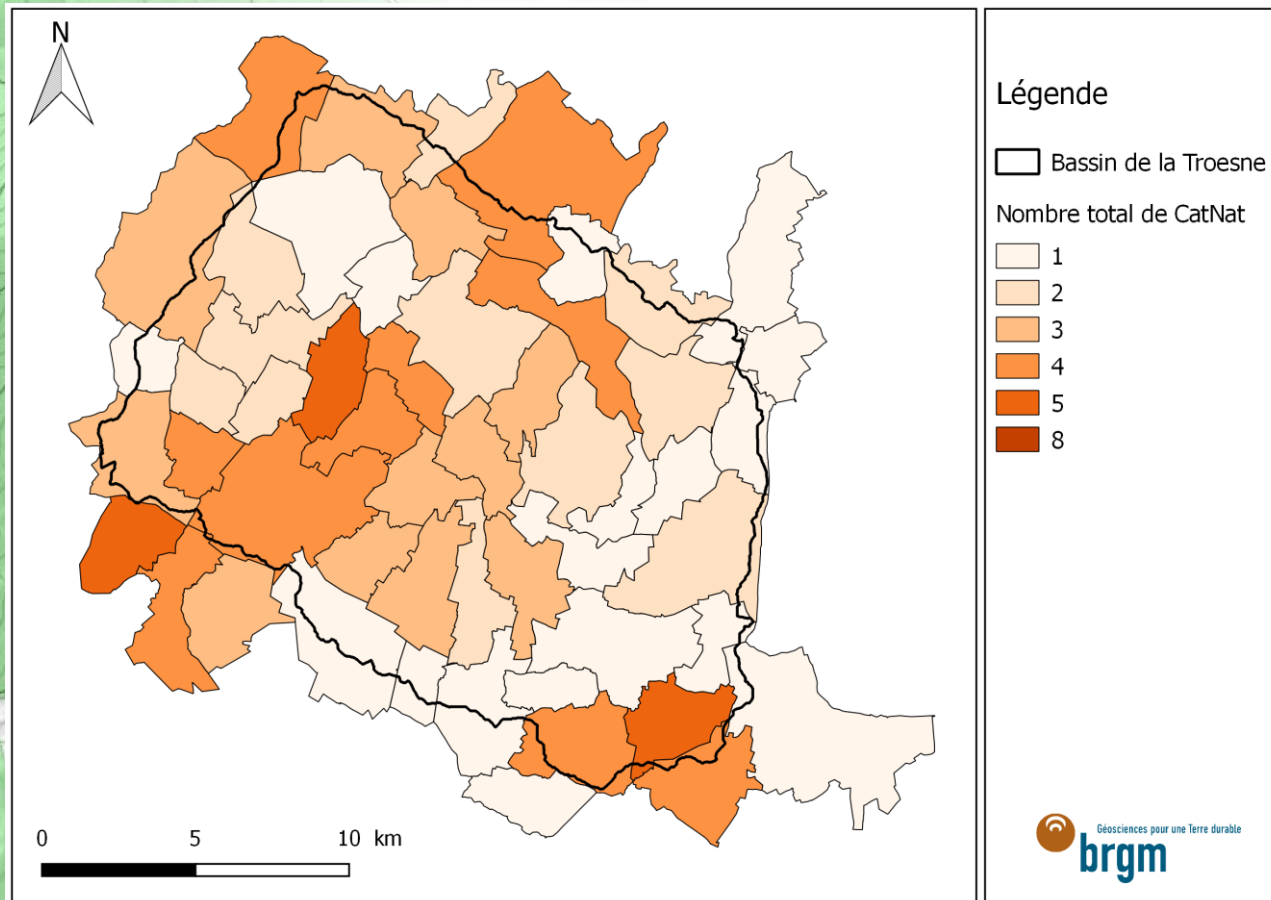 N
Légende
Bassin de la Troesne
Nombre total de CatNat
1
2
3
4
5
8
0 5 10 km
Géosciences pour une Terre durable
brgm